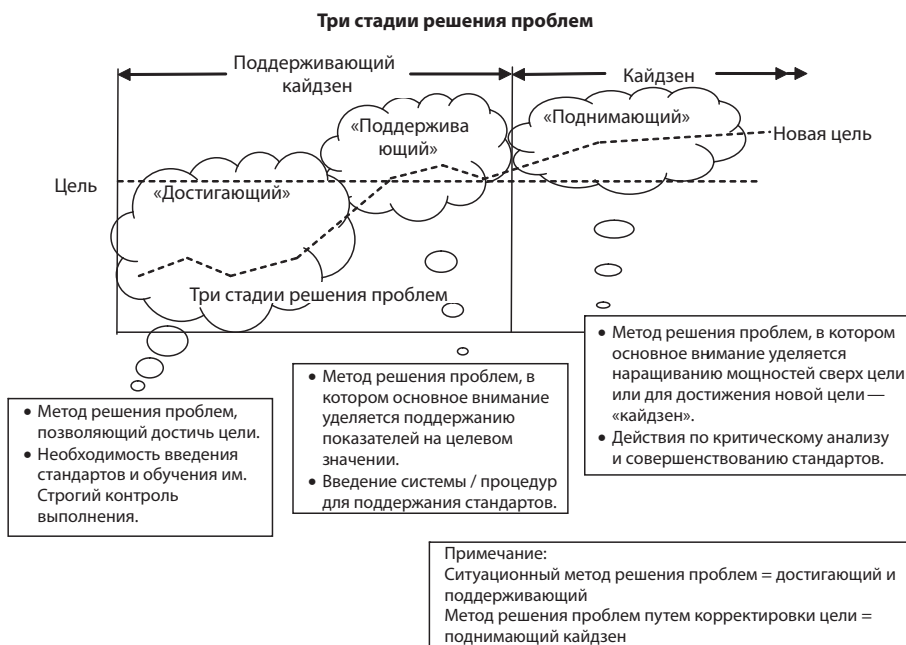 Три стадии решения проблем
Поддерживающий
кайдзен
Кайдзен
«Поддержива
ющий»
«Поднимающий»
Новая цель
Цель
«Достигающий»
Три стадии решения проблем
• Метод решения проблем,
позволяющий достичь цели.
• Необходимость введения
стандартов и обучения им.
Строгий контроль
выполнения.
• Метод решения проблем, в
котором основное внимание
уделяется поддержанию
показателей на целевом
значении.
• Введение системы / процедур
для поддержания стандартов.
• Метод решения проблем, в котором
основное внимание уделяется
наращиванию мощностей сверх цели
или для достижения новой цели —
«кайдзен».
• Действия по критическому анализу
и совершенствованию стандартов.
Примечание:
Ситуационный метод решения проблем = достигающий и
поддерживающий
Метод решения проблем путем корректировки цели =
поднимающий кайдзен